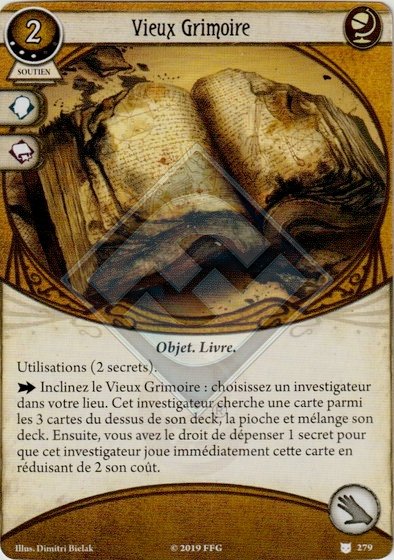 2
Vieux Grimoire
SOUTIEN
Objet. Livre.
Utilisations (2 secrets).
Inclinez le Vieux Grimoire : choisissez un investigateur
dans votre lieu. Cet investigateur cherche une carte parmi
les 3 cartes du dessus de son deck, la pioche et mélange son
deck. Ensuite, vous avez le droit de dépenser 1 secret pour
que cet investigateur joue immédiatement cette carte en
réduisant de 2 son coût.
Illus. Dimitri Bielak © 2019 FFG 279